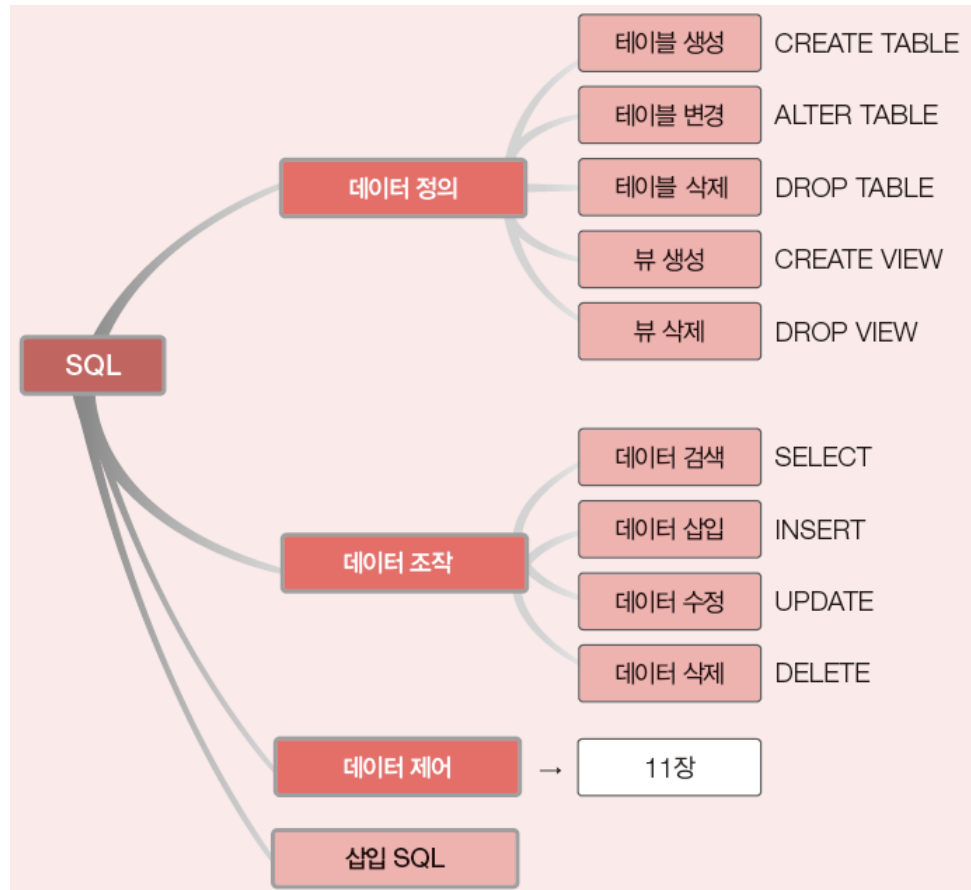 테이블 생성 CREATE TABLE
테이블 변경 ALTER TABLE
데이터 정의
테이블 삭제 DROP TABLE
뷰 생성 CREATE VIEW
뷰 삭제 DROP VIEW
SQL
데이터 검색 SELECT
데이터 삽입 INSERT
데이터 조작
데이터 수정 UPDATE
데이터 삭제 DELETE
데이터 제어 → 11장
삽입 SQL